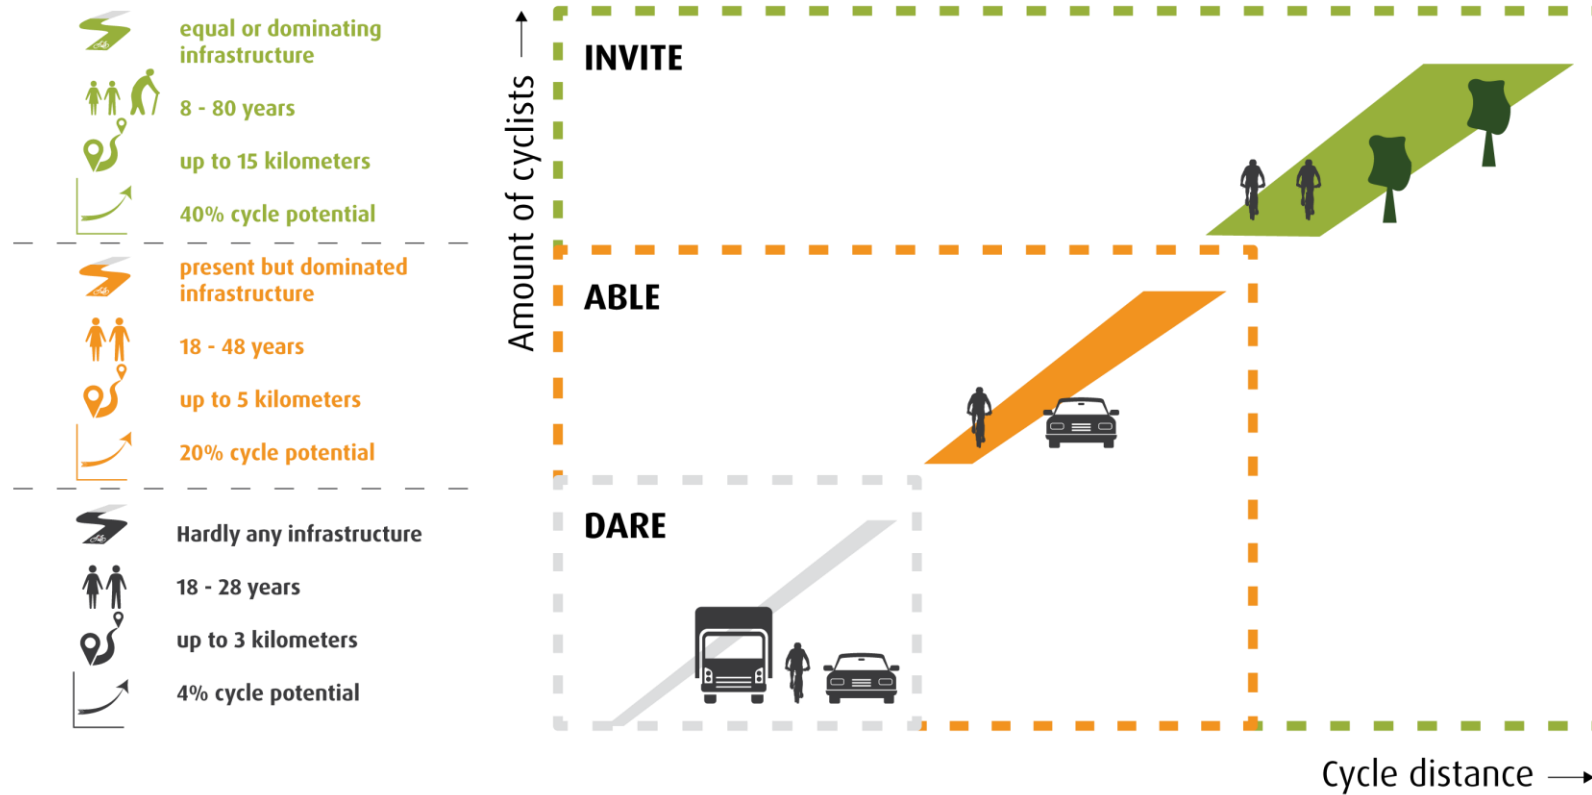 equal or dominating
infrastructure
8 - 80 years
up to 15 kilometers
40% cycle potential
present but dominated
infrastructure
18 - 48 years
up to 5 kilometers
20% cycle potential
Hardly any infrastructure
18 - 28 years
up to 3 kilometers
4% cycle potential
Amount of cyclists
INVITE
ABLE
DARE
Cycle distance